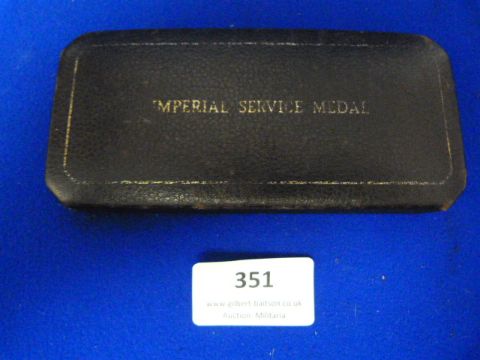 IMPERIAL SERVICE MEDAL
351
www.gilbert-baitson.co.uk
Auction: Militaria